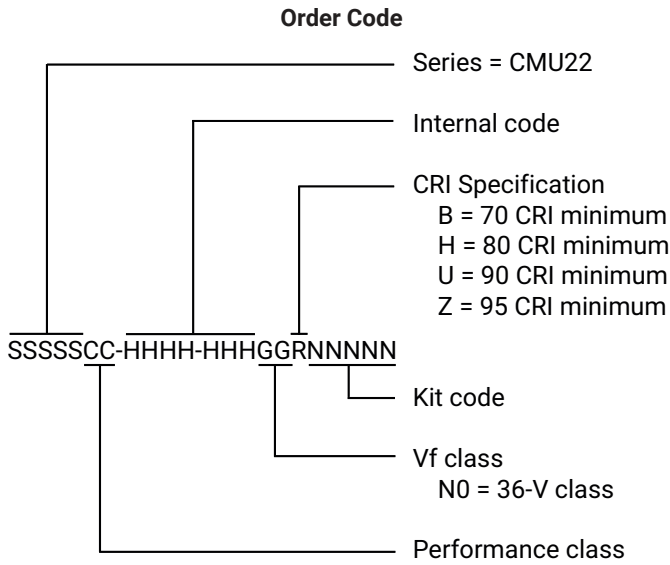 Order Code
Series = CMU22
Internal code
CRI Specification
B = 70 CRI minimum
H = 80 CRI minimum
U = 90 CRI minimum
Z = 95 CRI minimum
SSSSSCC-HHHH-HHHGGRNNNNN
Kit code
Vf class
N0 = 36-V class
Performance class